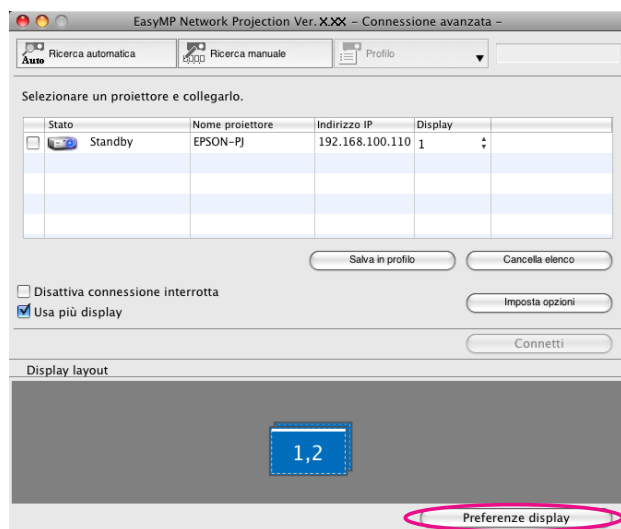 EasyMP Network Projection Ver. X.XX – Connessione avanzata –
Auto Ricerca automatica Ricerca manuale Profilo
Selezionare un proiettore e collegarlo.
Stato Nome proiettore Indirizzo IP Display
Standby EPSON-PJ 192.168.100.110 1
Salva in profilo Cancella elenco
Disattiva connessione interrotta
Usa più display
Imposta opzioni
Connetti
Display layout
1,2
Preferenze display